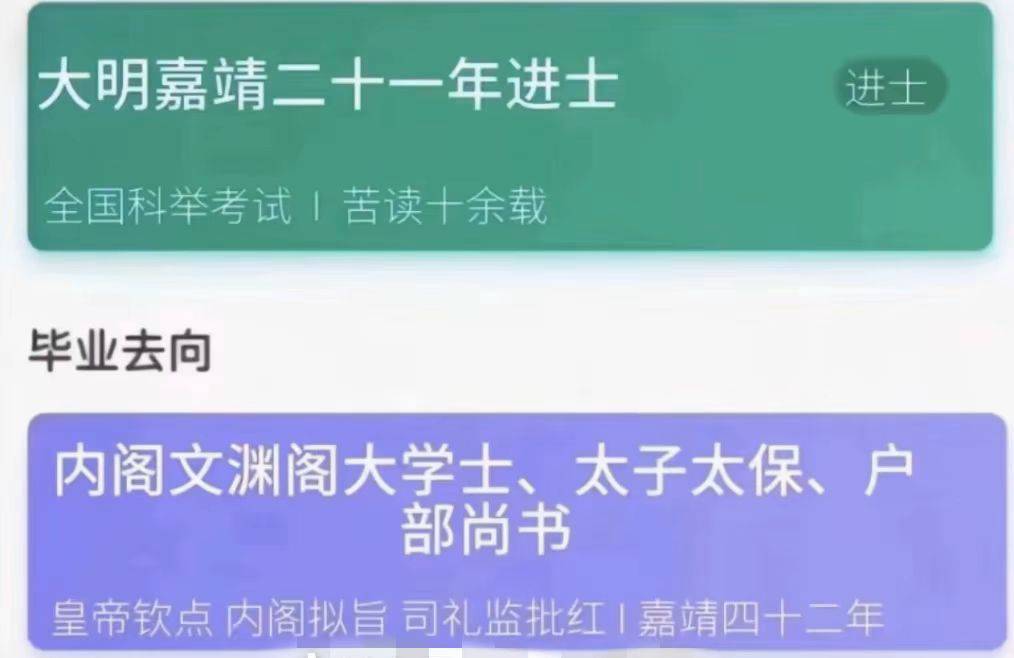 大明嘉靖二十一年进士
进士
全国科举考试 | 苦读十余载
毕业去向
内阁文渊阁大学士、太子太保、户
部尚书
皇帝钦点 内阁拟旨 司礼监批红 | 嘉靖四十二年